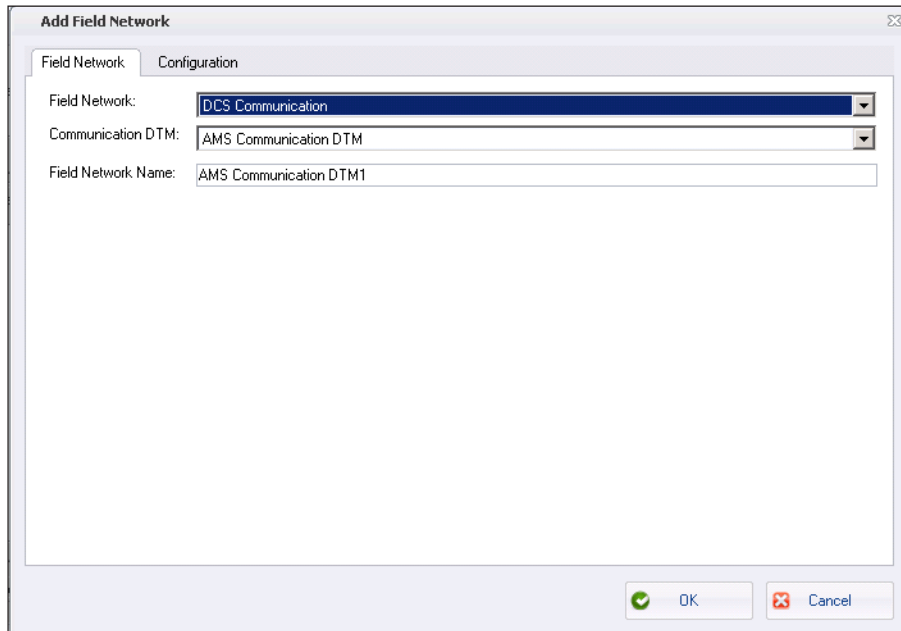 Add Field Network
Field Network Configuration
Field Network: DCS Communication
Communication DTM: AMS Communication DTM
Field Network Name: AMS Communication DTM1
OK Cancel